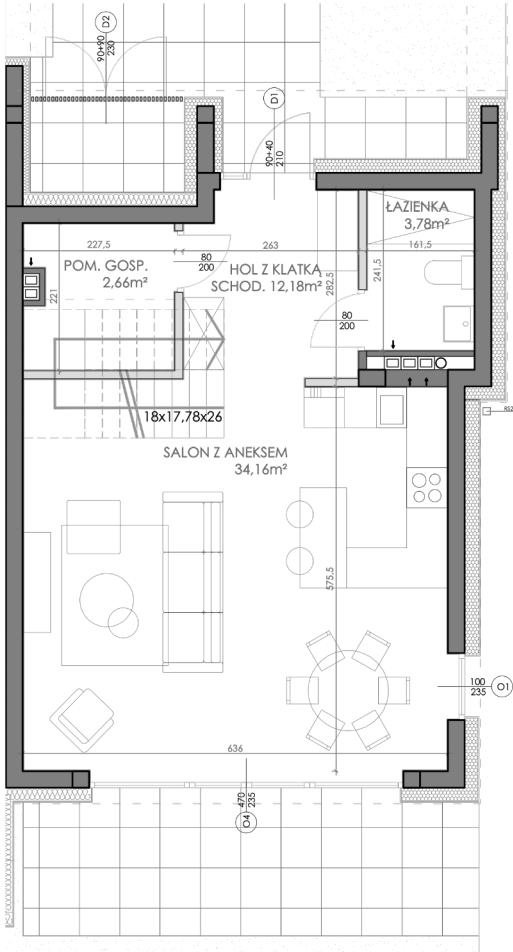 D2
90+90
230
D1
90+40
210
ŁAZIENKA
3,78m²
227,5
263
161,5
80
200
POM. GOSP.
2,66m²
HOL Z KLATKĄ
SCHOD. 12,18m²
221
282,5
241,5
80
200
18x17,78x26
RSZ
SALON Z ANEKSEM
34,16m²
575,5
100
235
O1
636
470
235
O4